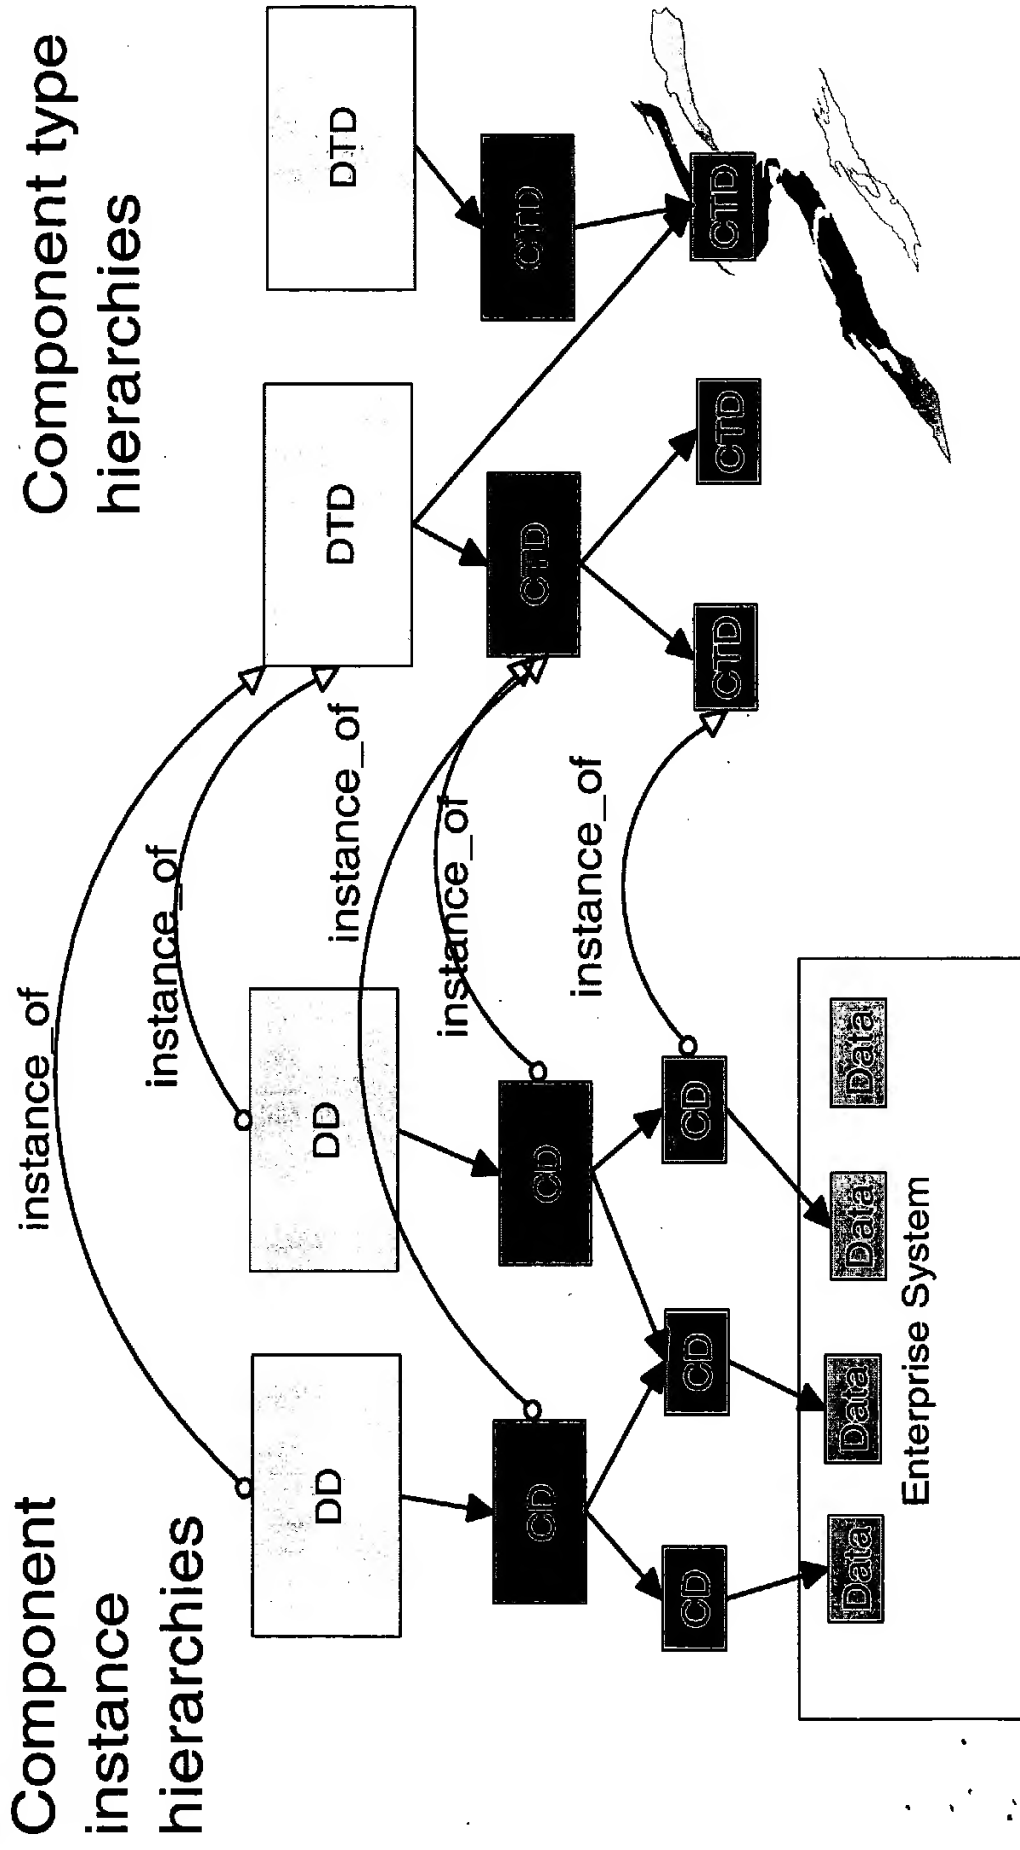 Component
instance
hierarchies
Component type
hierarchies
instance_of
instance_of
instance_of
instance_of
instance_of
DD
DD
DTD
DTD
CD
CD
CTD
CTD
CD
CD
CD
CTD
CTD
CTD
Data
Data
Data
Data
Enterprise System